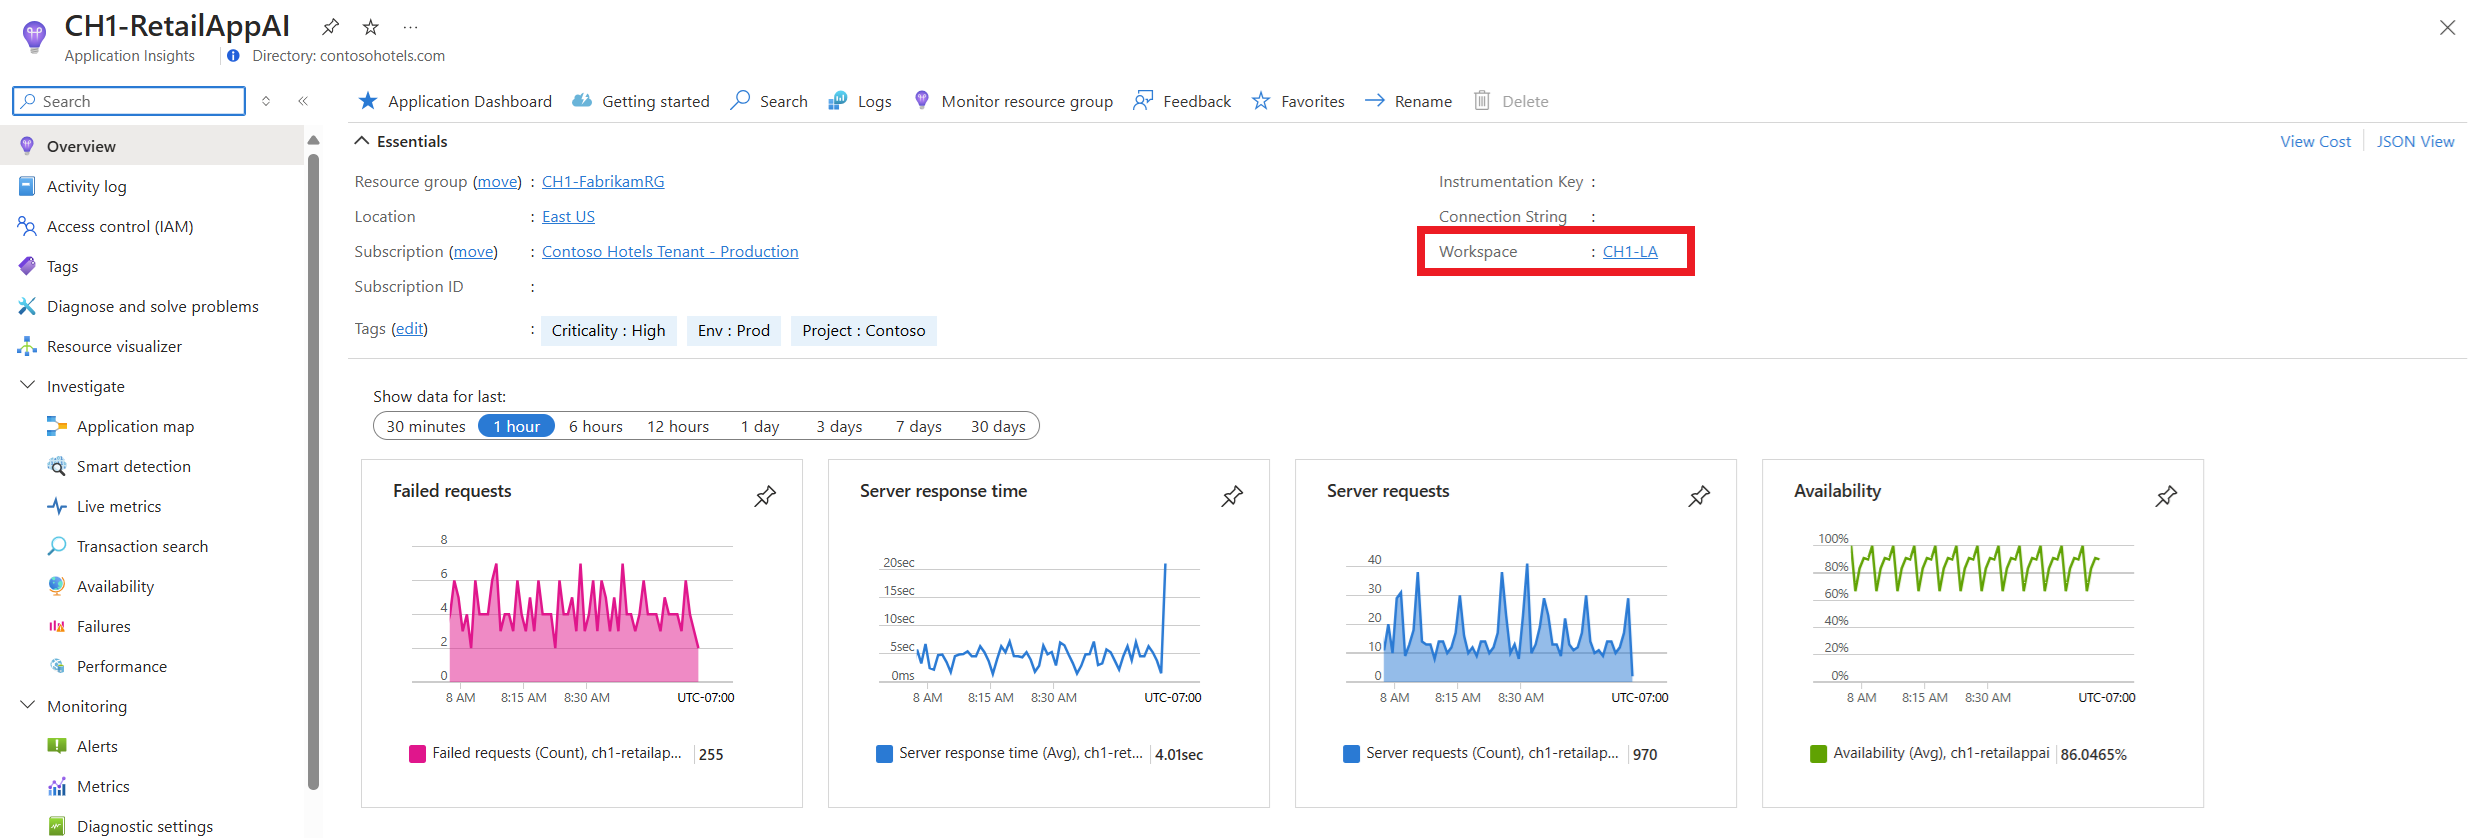 CH1-RetailAppAI
Application Insights
Directory: contosohotels.com
Search
Application Dashboard
Getting started
Search
Logs
Monitor resource group
Feedback
Favorites
Rename
Delete
Overview
Activity log
Access control (IAM)
Tags
Diagnose and solve problems
Resource visualizer
Investigate
Application map
Smart detection
Live metrics
Transaction search
Availability
Failures
Performance
Monitoring
Alerts
Metrics
Diagnostic settings
Essentials
View Cost
JSON View
Resource group (move) : CH1-FabrikamRG
Location : East US
Subscription (move) : Contoso Hotels Tenant - Production
Subscription ID :
Tags (edit) : Criticality : High Env : Prod Project : Contoso
Instrumentation Key :
Connection String :
Workspace : CH1-LA
Show data for last:
30 minutes 1 hour 6 hours 12 hours 1 day 3 days 7 days 30 days
Failed requests
8
6
4
2
0
8 AM 8:15 AM 8:30 AM UTC-07:00
Failed requests (Count), ch1-retailap... 255
Server response time
20sec
15sec
10sec
5sec
0ms
8 AM 8:15 AM 8:30 AM UTC-07:00
Server response time (Avg), ch1-ret... 4.01sec
Server requests
40
30
20
10
0
8 AM 8:15 AM 8:30 AM UTC-07:00
Server requests (Count), ch1-retailap... 970
Availability
100%
80%
60%
40%
20%
0%
8 AM 8:15 AM 8:30 AM UTC-07:00
Availability (Avg), ch1-retailappai 86.0465%